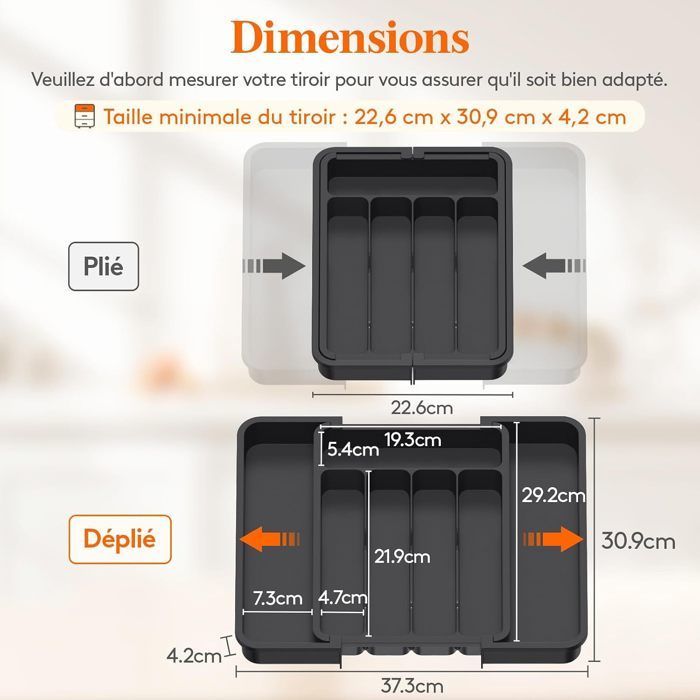 Dimensions
Veuillez d'abord mesurer votre tiroir pour vous assurer qu'il soit bien adapté.
Taille minimale du tiroir : 22,6 cm x 30,9 cm x 4,2 cm
Plié
22.6cm
19.3cm
5.4cm
29.2cm
Déplié
30.9cm
21.9cm
7.3cm
4.7cm
4.2cm
37.3cm